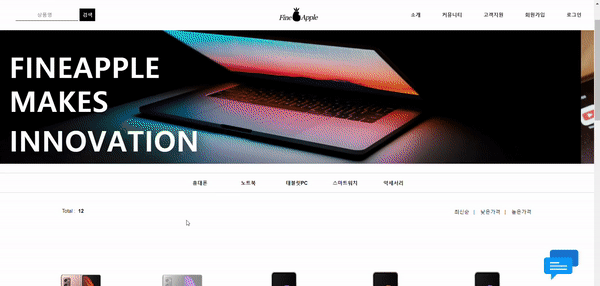 상품명
검색
Fine Apple
소개
커뮤니티
고객지원
회원가입
로그인
FINEAPPLE
MAKES
INNOVATION
휴대폰
노트북
태블릿PC
스마트워치
악세서리
Total : 12
최신순 | 낮은가격 | 높은가격